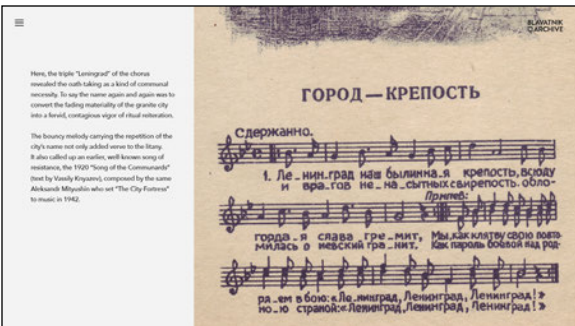 BLAVATNIK
ARCHIVE
Here, the triple "Leningrad" of the chorus
revealed the oath-taking as a kind of communal
necessity. To say the name again and again was to
convert the fading materiality of the granite city
into a fervid, contagious vigor of ritual reiteration.
The bouncy melody carrying the repetition of the
city's name not only added verve to the litany.
It also called up an earlier, well-known song of
resistance, the 1920 "Song of the Communards"
(text by Vassily Knyazev), composed by the same
Aleksandr Mityushin who set "The City-Fortress"
to music in 1942.
ГОРОД — КРЕПОСТЬ
Сдержанно.
1. Ле-нин-град наш былинна-я крепость, всюду
и вра-гов не-на-сытных свирепость обло-
Припев:
горда-я слава гре-мит, Мы, как клятву свою повто-
милась о невский гра-нит. Как пароль боевой над род-
ря-ем в бою: «Ле-нинград, Ленинград, Ленинград!»
но-ю страной: «Ленинград, Ленинград, Ленинград!»